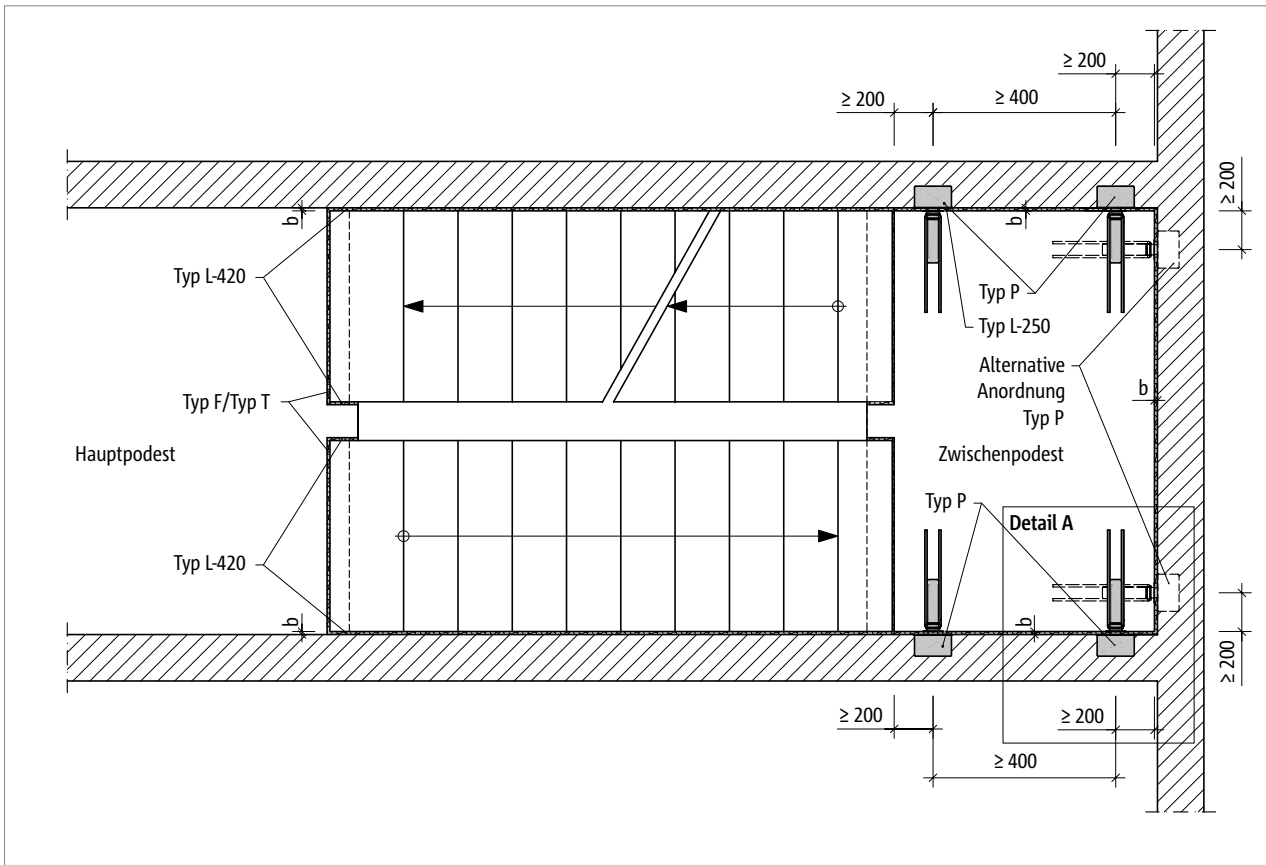 ≥ 200
≥ 200
≥ 400
≥ 200
b
b
Typ L-420
Typ P
Typ L-250
Alternative
Anordnung
Typ P
b
Typ F/Typ T
Hauptpodest
Zwischenpodest
Typ P
Detail A
Typ L-420
b
b
≥ 200
≥ 200
≥ 200
≥ 400